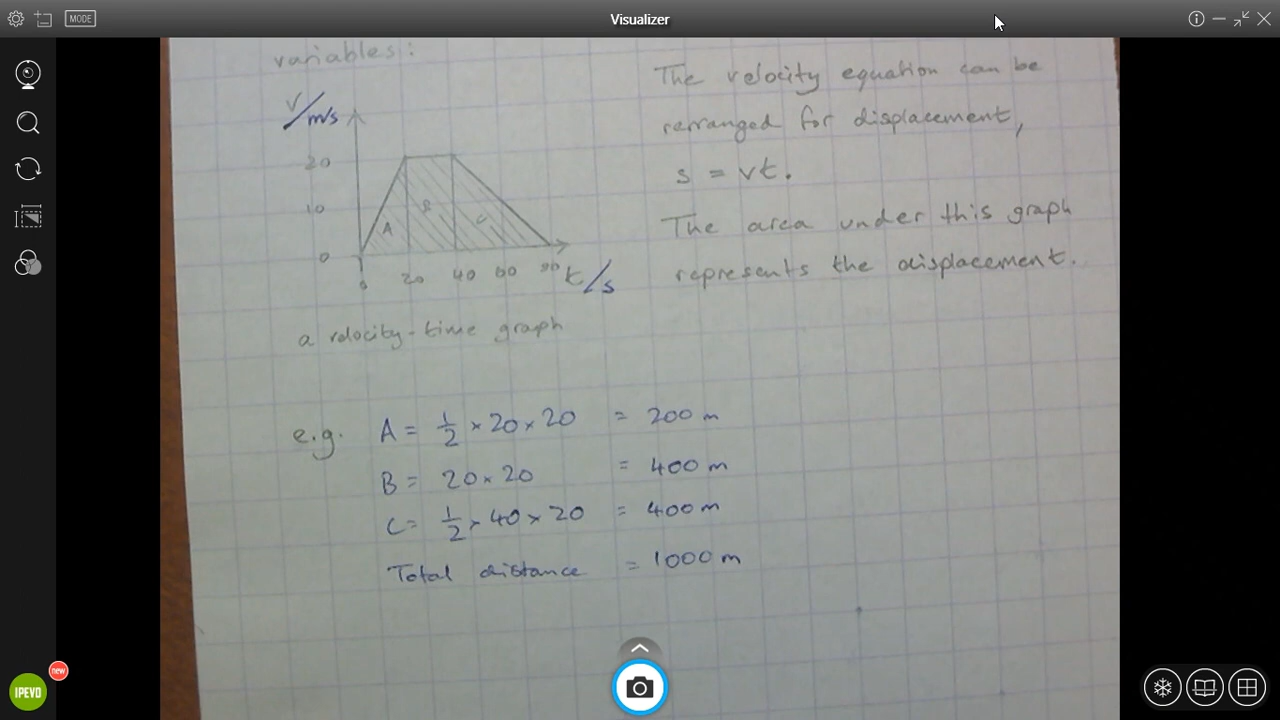 MODE
Visualizer
variables:
V/m/s
20
10
0
A
B
C
0 20 40 60 80 t/s
a velocity-time graph
The velocity equation can be
rearranged for displacement,
s = vt.
The area under this graph
represents the displacement.
e.g. A = 1/2 × 20 × 20 = 200 m
B = 20 × 20 = 400 m
C = 1/2 × 40 × 20 = 400 m
Total distance = 1000 m
new
IPEVO